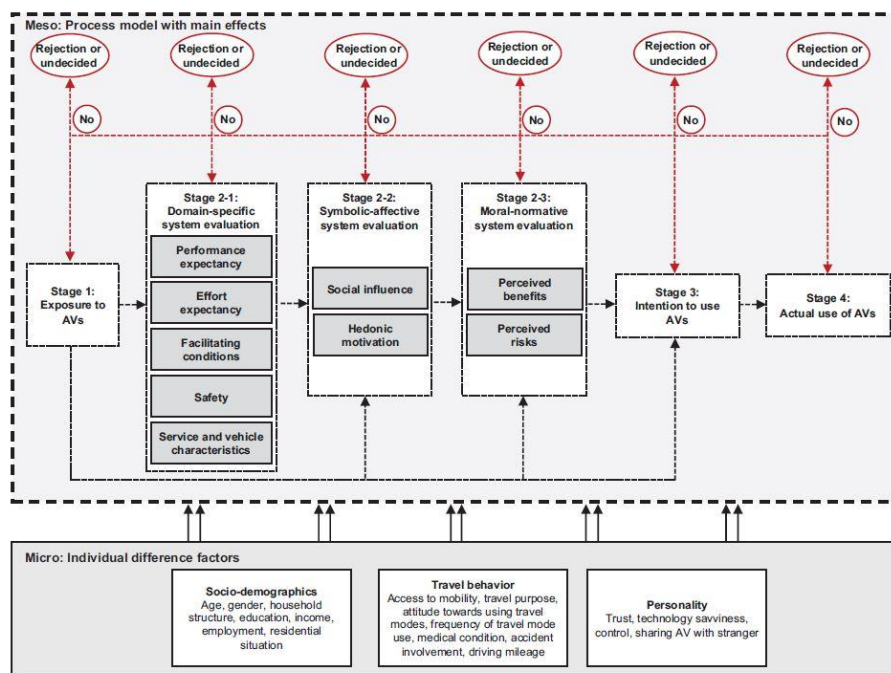 Meso: Process model with main effects
Rejection or
undecided
Rejection or
undecided
Rejection or
undecided
Rejection or
undecided
Rejection or
undecided
Rejection or
undecided
No
No
No
No
No
No
Stage 1:
Exposure to
AVs
Stage 2-1:
Domain-specific
system evaluation
Performance
expectancy
Effort
expectancy
Facilitating
conditions
Safety
Service and vehicle
characteristics
Stage 2-2:
Symbolic-affective
system evaluation
Social influence
Hedonic
motivation
Stage 2-3:
Moral-normative
system evaluation
Perceived
benefits
Perceived
risks
Stage 3:
Intention to use
AVs
Stage 4:
Actual use of AVs
Micro: Individual difference factors
Socio-demographics
Age, gender, household
structure, education, income,
employment, residential
situation
Travel behavior
Access to mobility, travel purpose,
attitude towards using travel
modes, frequency of travel mode
use, medical condition, accident
involvement, driving mileage
Personality
Trust, technology savviness,
control, sharing AV with stranger